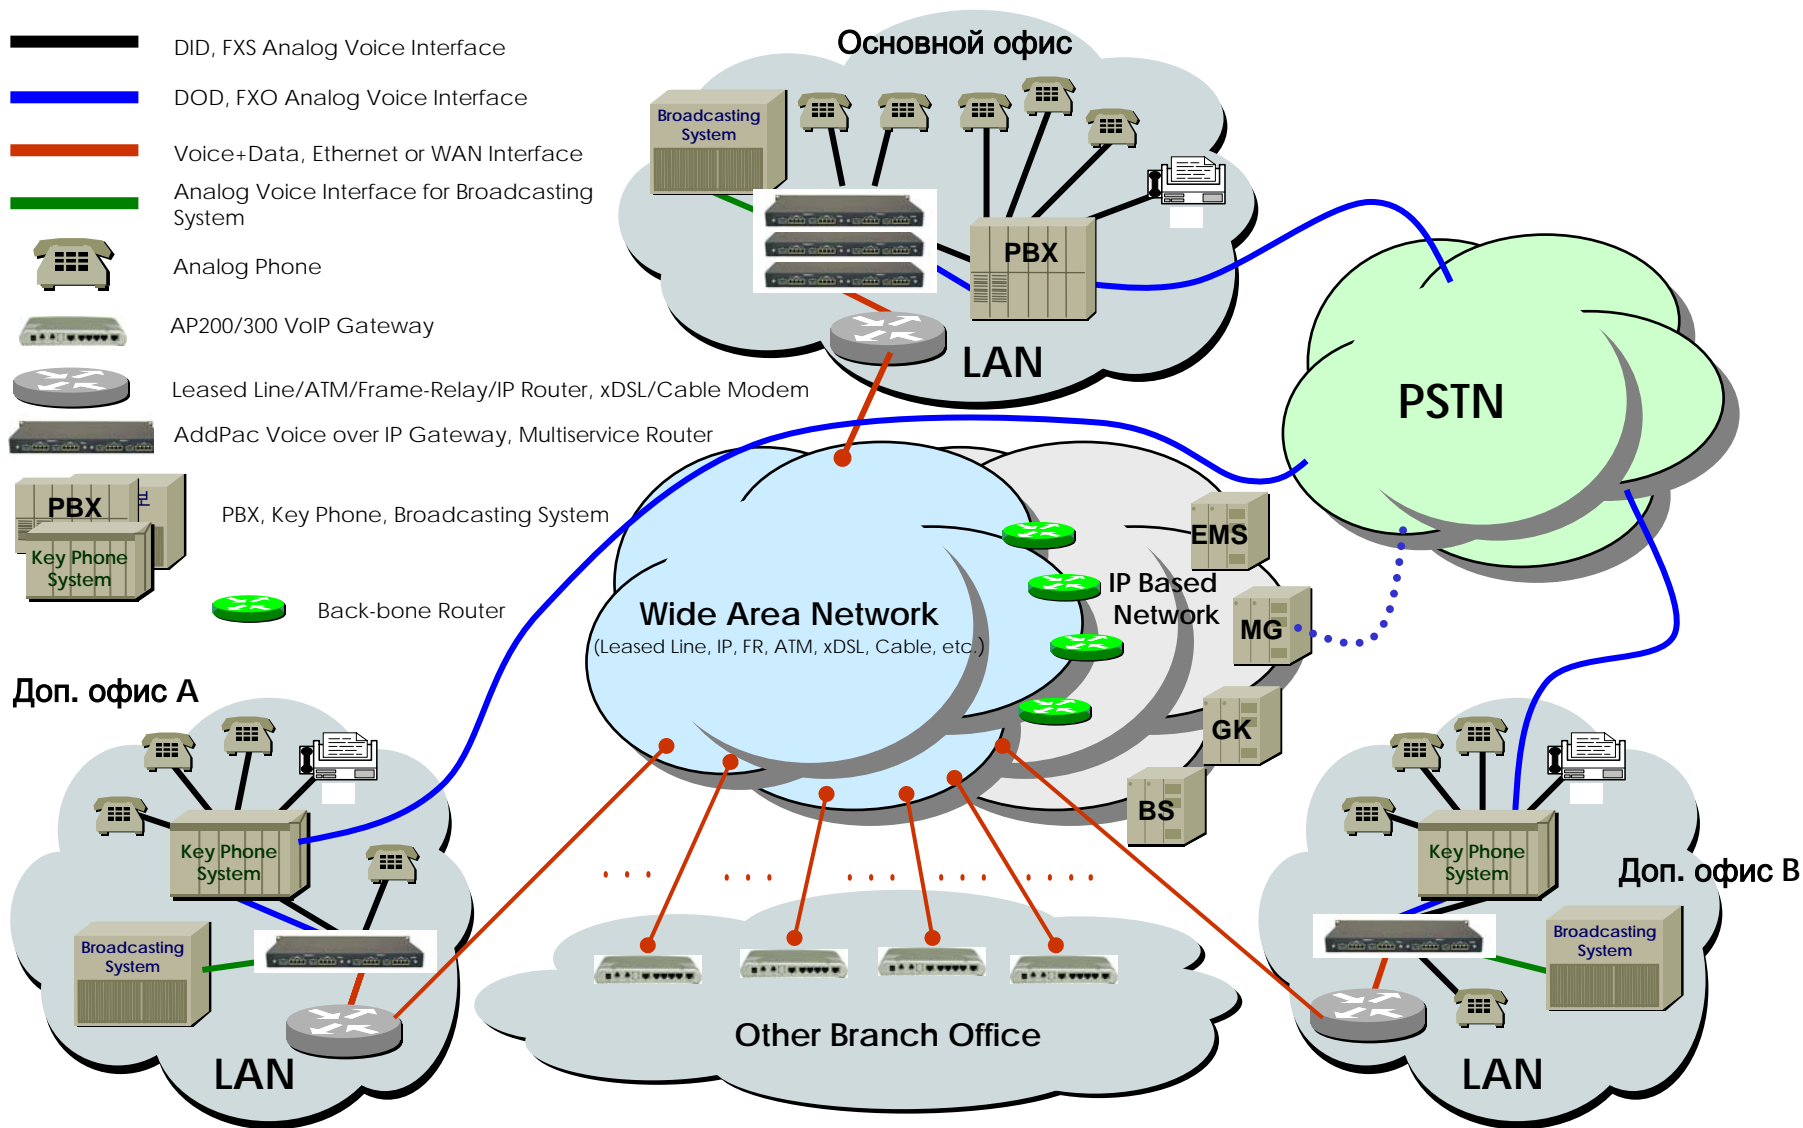 Основной офис
DID, FXS Analog Voice Interface
DOD, FXO Analog Voice Interface
Voice+Data, Ethernet or WAN Interface
Analog Voice Interface for Broadcasting
System
Analog Phone
AP200/300 VoIP Gateway
Leased Line/ATM/Frame-Relay/IP Router, xDSL/Cable Modem
AddPac Voice over IP Gateway, Multiservice Router
PBX
Key Phone
System
PBX, Key Phone, Broadcasting System
Back-bone Router
Broadcasting
System
PBX
LAN
PSTN
Wide Area Network
(Leased Line, IP, FR, ATM, xDSL, Cable, etc.)
IP Based
Network
EMS
MG
GK
BS
Доп. офис A
Key Phone
System
Broadcasting
System
LAN
Other Branch Office
Доп. офис B
Key Phone
System
Broadcasting
System
LAN